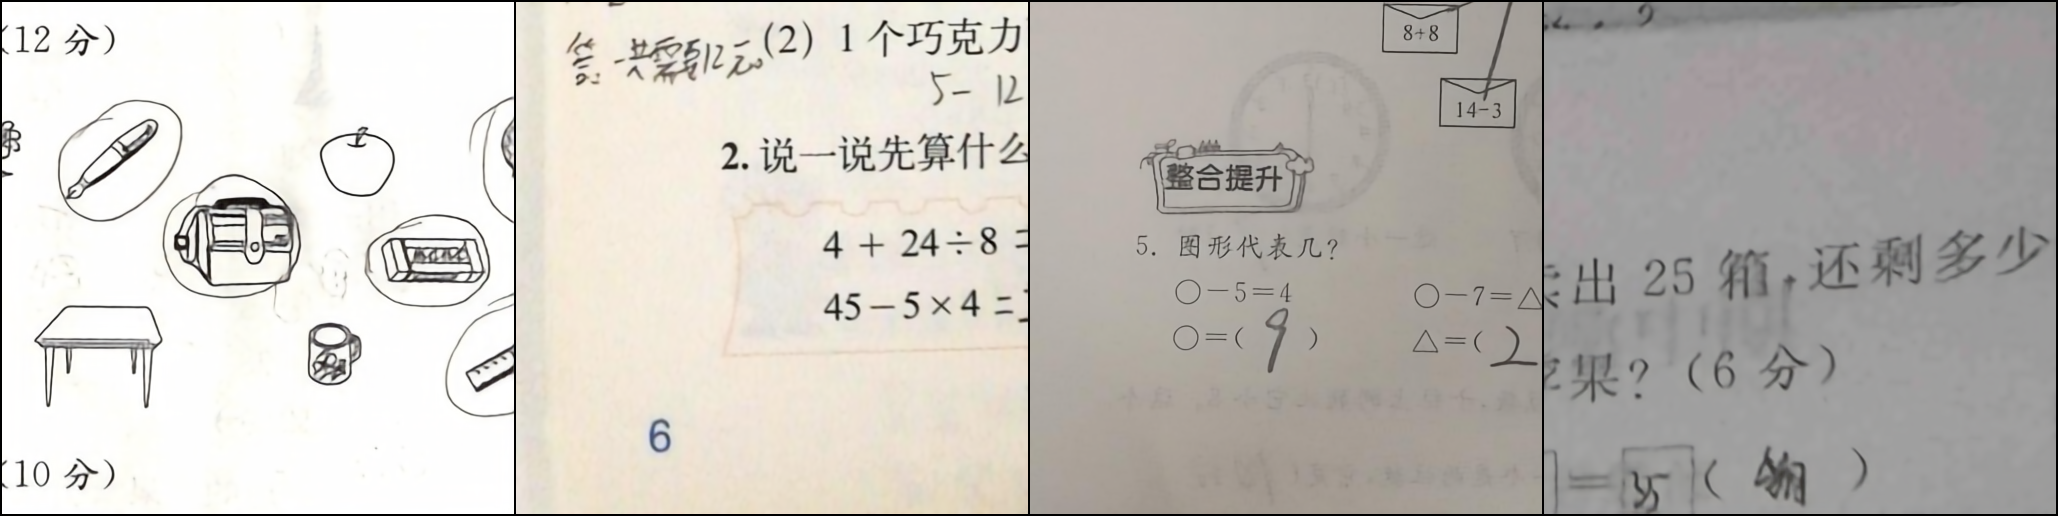 (12 分)
(10 分)
答:一共需要12元。
(2) 1个巧克力
5- 12
2. 说一说先算什么
4 + 24÷8 =
45-5×4 =
6
8+8
14-3
整合提升
5. 图形代表几?
○-5=4
○-7=△
○=( 9 )
△=( 2
出 25 箱,还剩多少
果?(6 分)
=35( 箱 )